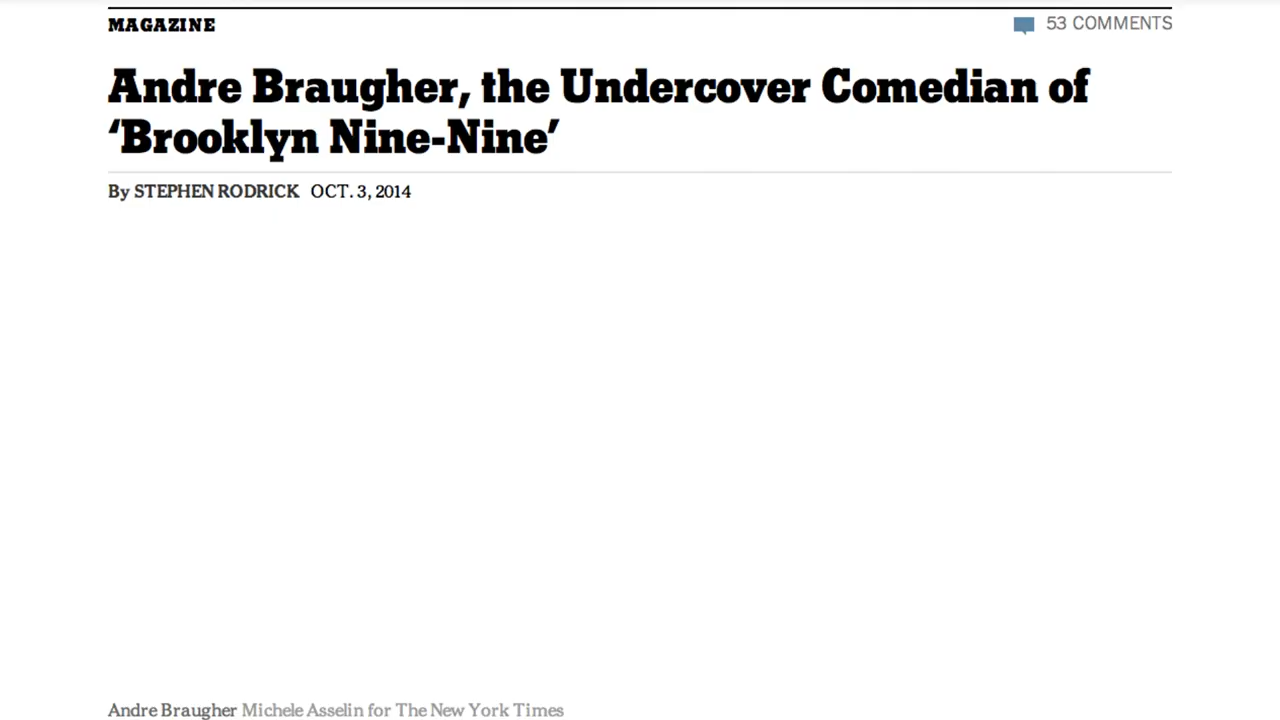 MAGAZINE
53 COMMENTS
Andre Braugher, the Undercover Comedian of
‘Brooklyn Nine-Nine’
By STEPHEN RODRICK OCT. 3, 2014
Andre Braugher Michele Asselin for The New York Times